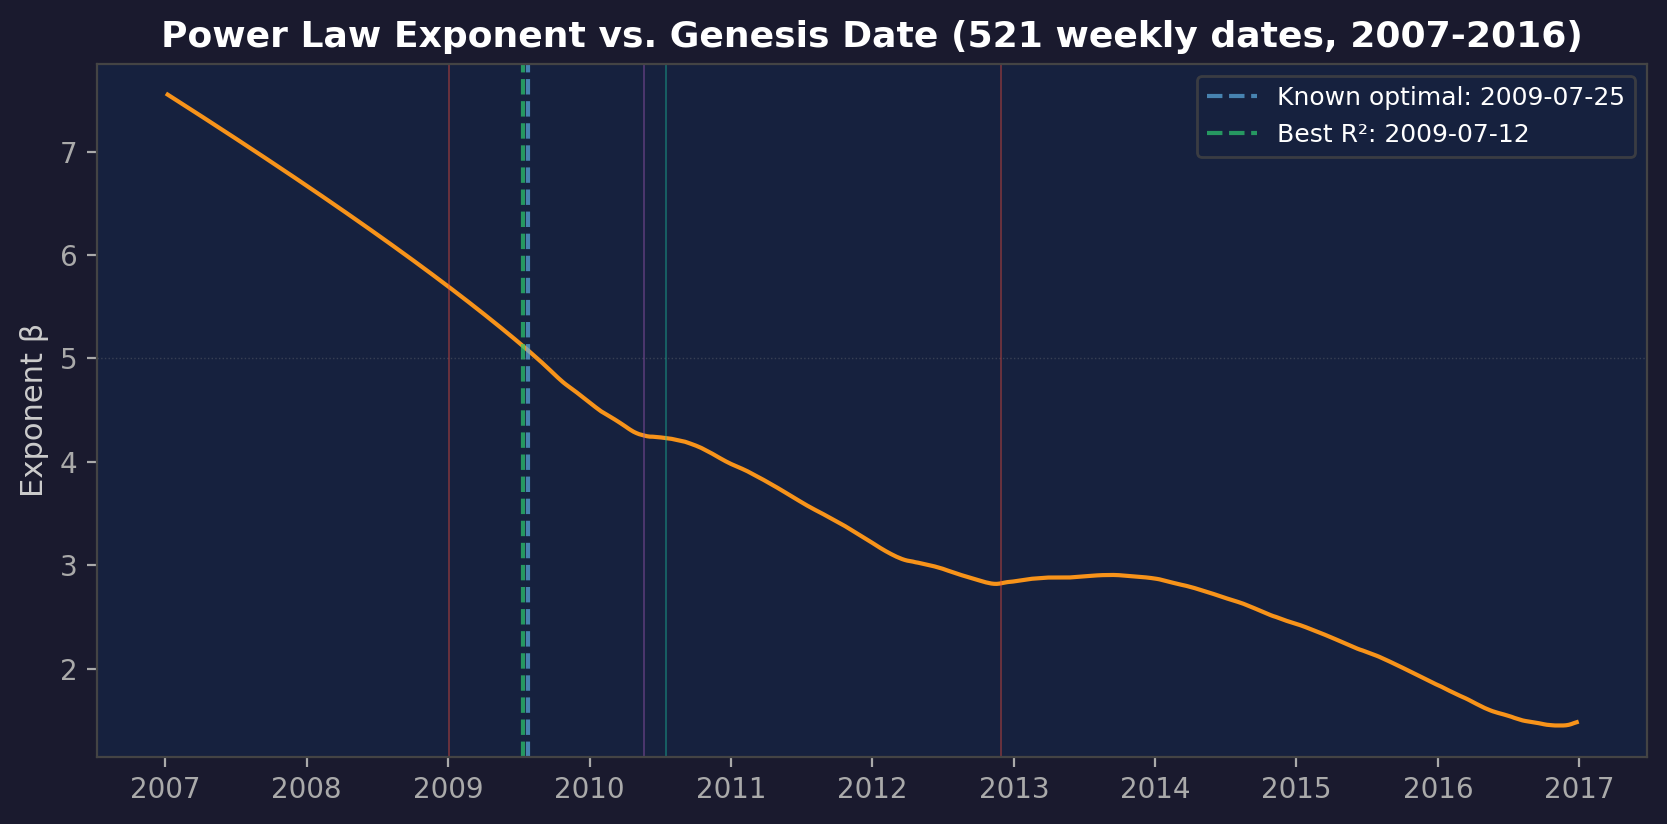 Power Law Exponent vs. Genesis Date (521 weekly dates, 2007-2016)
Known optimal: 2009-07-25
Best R²: 2009-07-12
Exponent β
7
6
5
4
3
2
2007 2008 2009 2010 2011 2012 2013 2014 2015 2016 2017